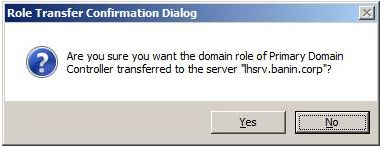 Role Transfer Confirmation Dialog
Are you sure you want the domain role of Primary Domain
Controller transferred to the server "lhsrv.banin.corp"?
Yes
No